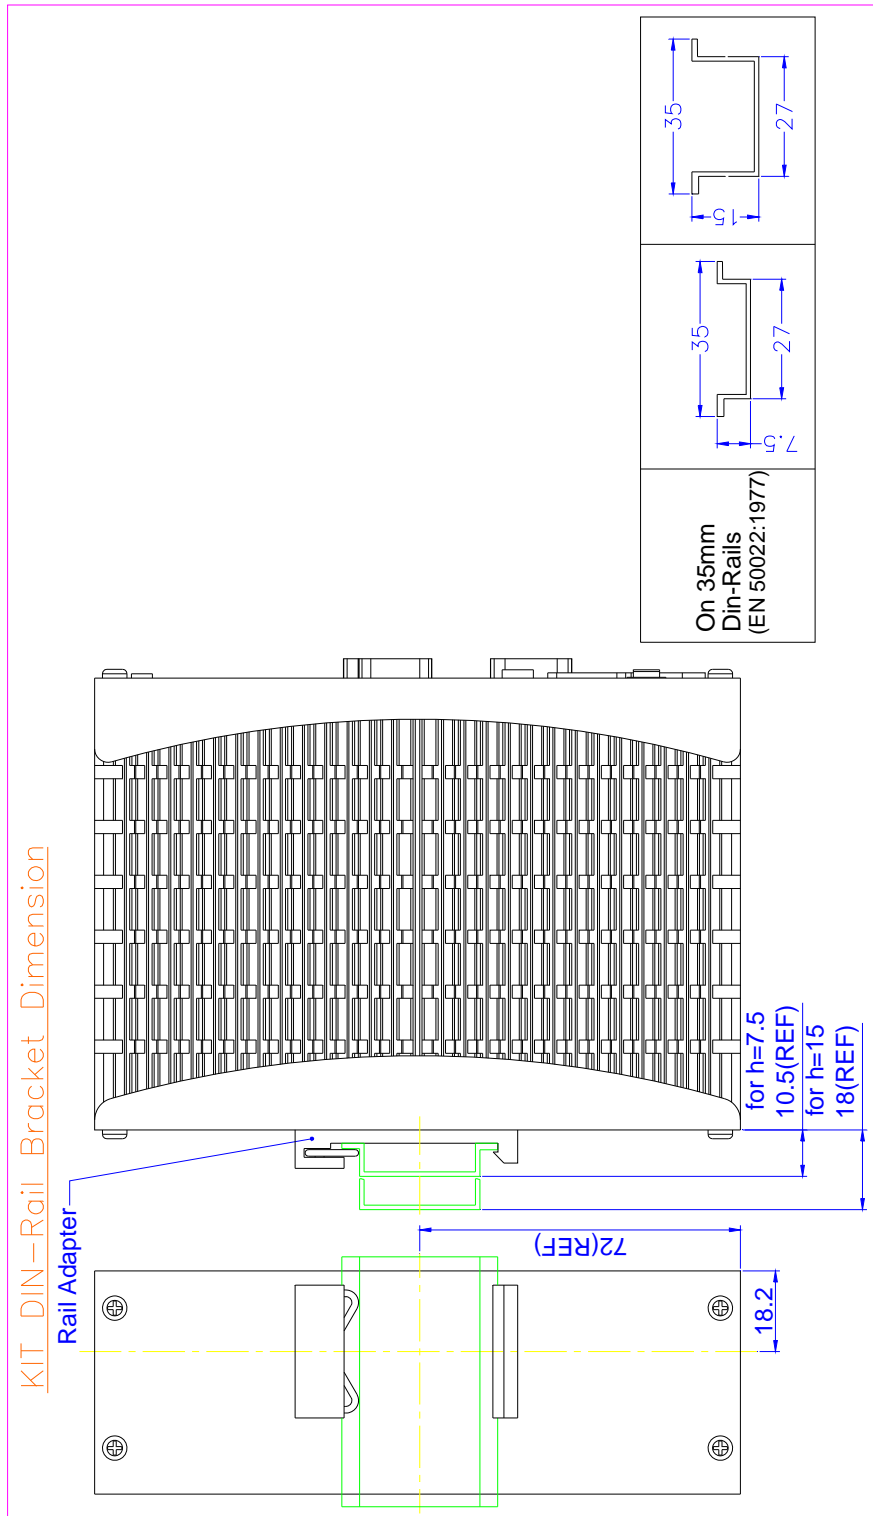 KIT DIN-Rail Bracket Dimension
Rail Adapter
72(REF)
18.2
for h=7.5
10.5(REF)
for h=15
18(REF)
On 35mm
Din-Rails
(EN 50022:1977)
35
27
7.5
35
27
15